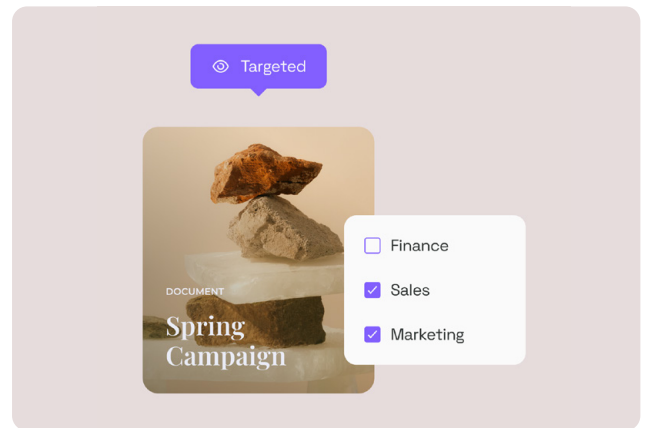 Targeted
DOCUMENT
Spring
Campaign
Finance
Sales
Marketing